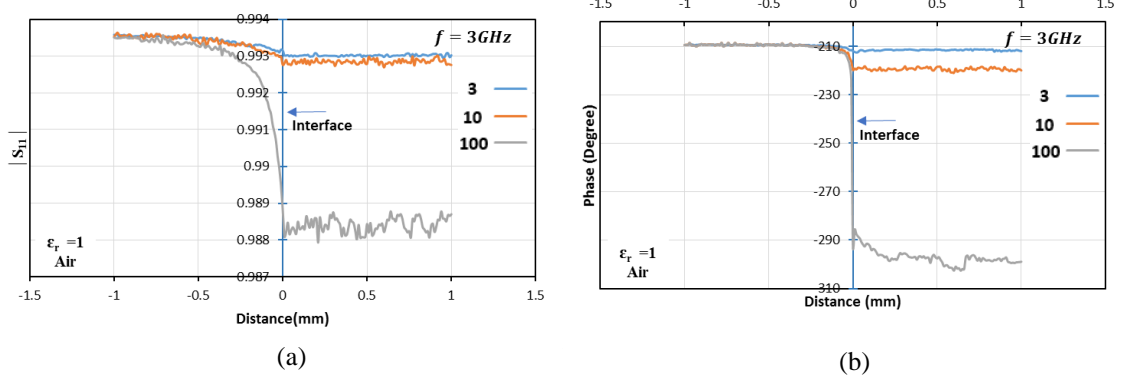 0.994
f = 3GHz
0.993
0.992
3
10
100
0.991
Interface
|S11|
0.99
0.989
0.988
εr =1
Air
0.987
-1.5 -1 -0.5 0 0.5 1 1.5
Distance(mm)
(a)
-1.5 -1 -0.5 0 0.5 1 1.5
f = 3GHz
-210
-230
3
10
100
Interface
-250
Phase (Degree)
-270
-290
εr =1
Air
-310
Distance (mm)
(b)